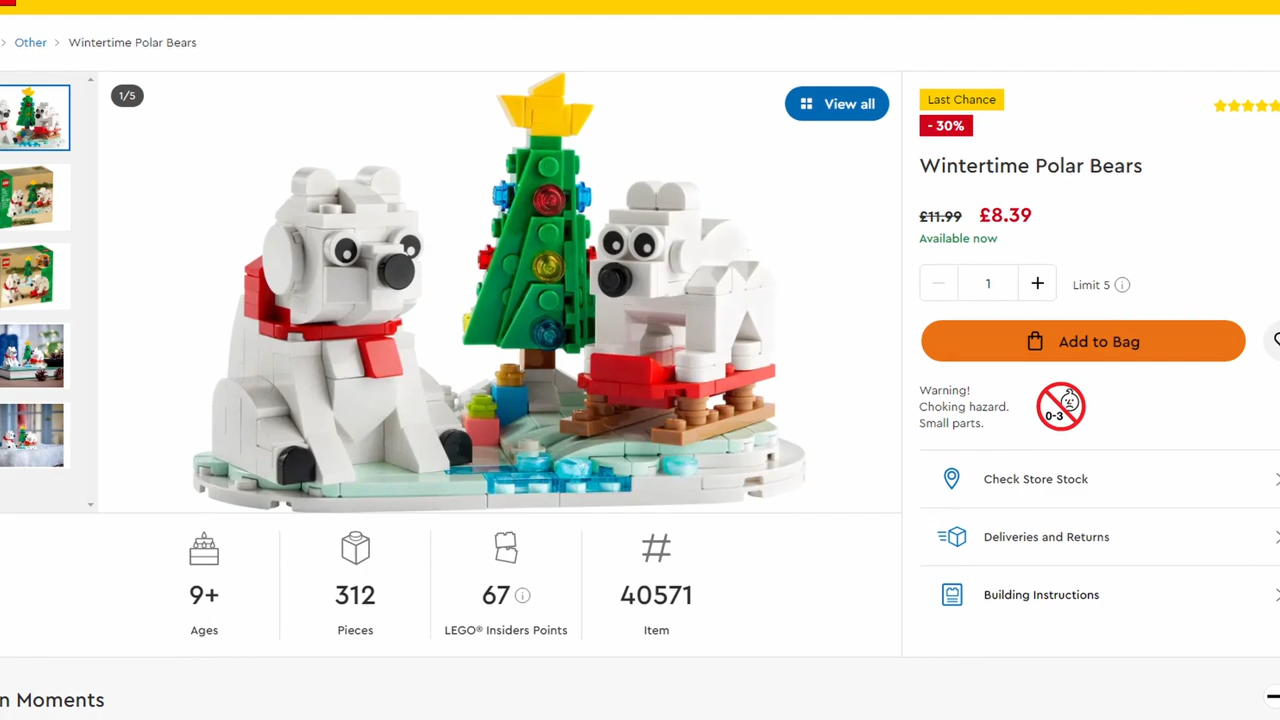 Other > Wintertime Polar Bears
1/5
View all
Last Chance
- 30%
Wintertime Polar Bears
£11.99 £8.39
Available now
1
Limit 5
Add to Bag
Warning!
Choking hazard.
Small parts.
0-3
Check Store Stock
Deliveries and Returns
Building Instructions
9+
Ages
312
Pieces
67
LEGO® Insiders Points
40571
Item
n Moments